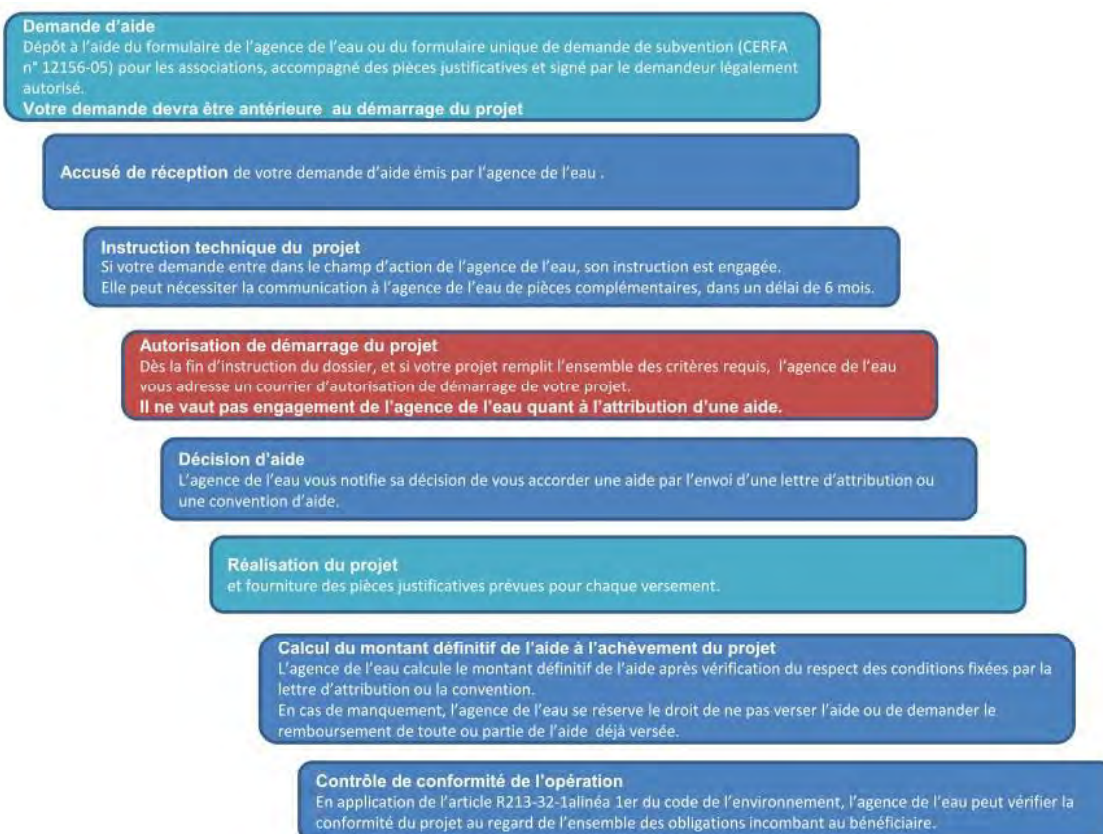 Demande d'aide
Dépôt à l'aide du formulaire de l'agence de l'eau ou du formulaire unique de demande de subvention (CERFA
n° 12156-05) pour les associations, accompagné des pièces justificatives et signé par le demandeur légalement
autorisé.
Votre demande devra être antérieure au démarrage du projet
Accusé de réception de votre demande d'aide émis par l'agence de l'eau .
Instruction technique du projet
Si votre demande entre dans le champ d'action de l'agence de l'eau, son instruction est engagée.
Elle peut nécessiter la communication à l'agence de l'eau de pièces complémentaires, dans un délai de 6 mois.
Autorisation de démarrage du projet
Dès la fin d'instruction du dossier, et si votre projet remplit l'ensemble des critères requis, l'agence de l'eau
vous adresse un courrier d'autorisation de démarrage de votre projet.
Il ne vaut pas engagement de l'agence de l'eau quant à l'attribution d'une aide.
Décision d'aide
L'agence de l'eau vous notifie sa décision de vous accorder une aide par l'envoi d'une lettre d'attribution ou
une convention d'aide.
Réalisation du projet
et fourniture des pièces justificatives prévues pour chaque versement.
Calcul du montant définitif de l'aide à l'achèvement du projet
L'agence de l'eau calcule le montant définitif de l'aide après vérification du respect des conditions fixées par la
lettre d'attribution ou la convention.
En cas de manquement, l'agence de l'eau se réserve le droit de ne pas verser l'aide ou de demander le
remboursement de toute ou partie de l'aide déjà versée.
Contrôle de conformité de l'opération
En application de l'article R213-32-1alinéa 1er du code de l'environnement, l'agence de l'eau peut vérifier la
conformité du projet au regard de l'ensemble des obligations incombant au bénéficiaire.